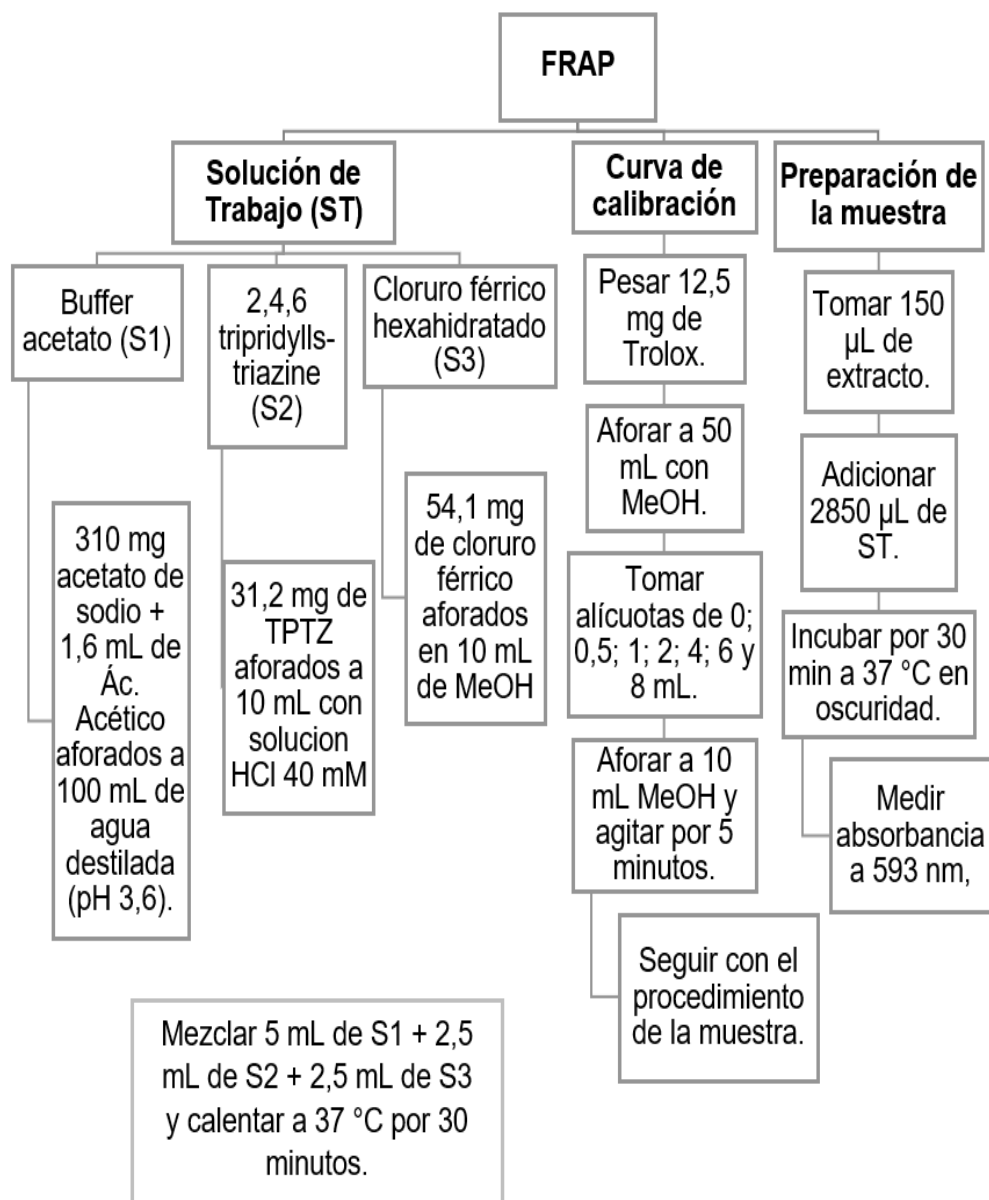 FRAP
Solución de
Trabajo (ST)
Buffer
acetato (S1)
310 mg
acetato de
sodio +
1,6 mL de
Ác.
Acético
aforados a
100 mL de
agua
destilada
(pH 3,6).
2,4,6
tripridylls-
triazine
(S2)
31,2 mg de
TPTZ
aforados a
10 mL con
solucion
HCl 40 mM
Cloruro férrico
hexahidratado
(S3)
54,1 mg
de cloruro
férrico
aforados
en 10 mL
de MeOH
Mezclar 5 mL de S1 + 2,5
mL de S2 + 2,5 mL de S3
y calentar a 37 °C por 30
minutos.
Curva de
calibración
Pesar 12,5
mg de
Trolox.
Aforar a 50
mL con
MeOH.
Tomar
alícuotas de 0;
0,5; 1; 2; 4; 6 y
8 mL.
Aforar a 10
mL MeOH y
agitar por 5
minutos.
Seguir con el
procedimiento
de la muestra.
Preparación de
la muestra
Tomar 150
µL de
extracto.
Adicionar
2850 µL de
ST.
Incubar por 30
min a 37 °C en
oscuridad.
Medir
absorbancia
a 593 nm,